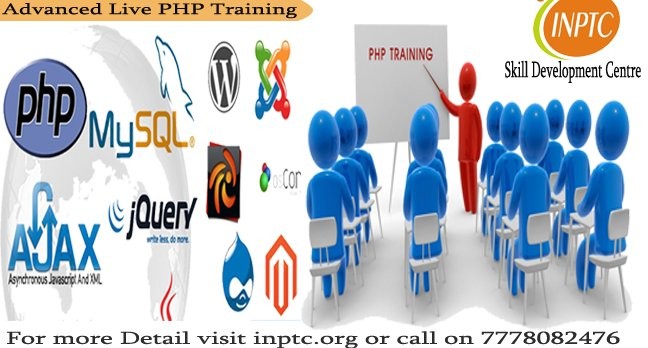 Advanced Live PHP Training
INPTC
Skill Development Centre
PHP TRAINING
php
MySQL®
W
AJAX
Asynchronous Javascript And XML
jQuery
write less, do more.
osCor
For more Detail visit inptc.org or call on 7778082476